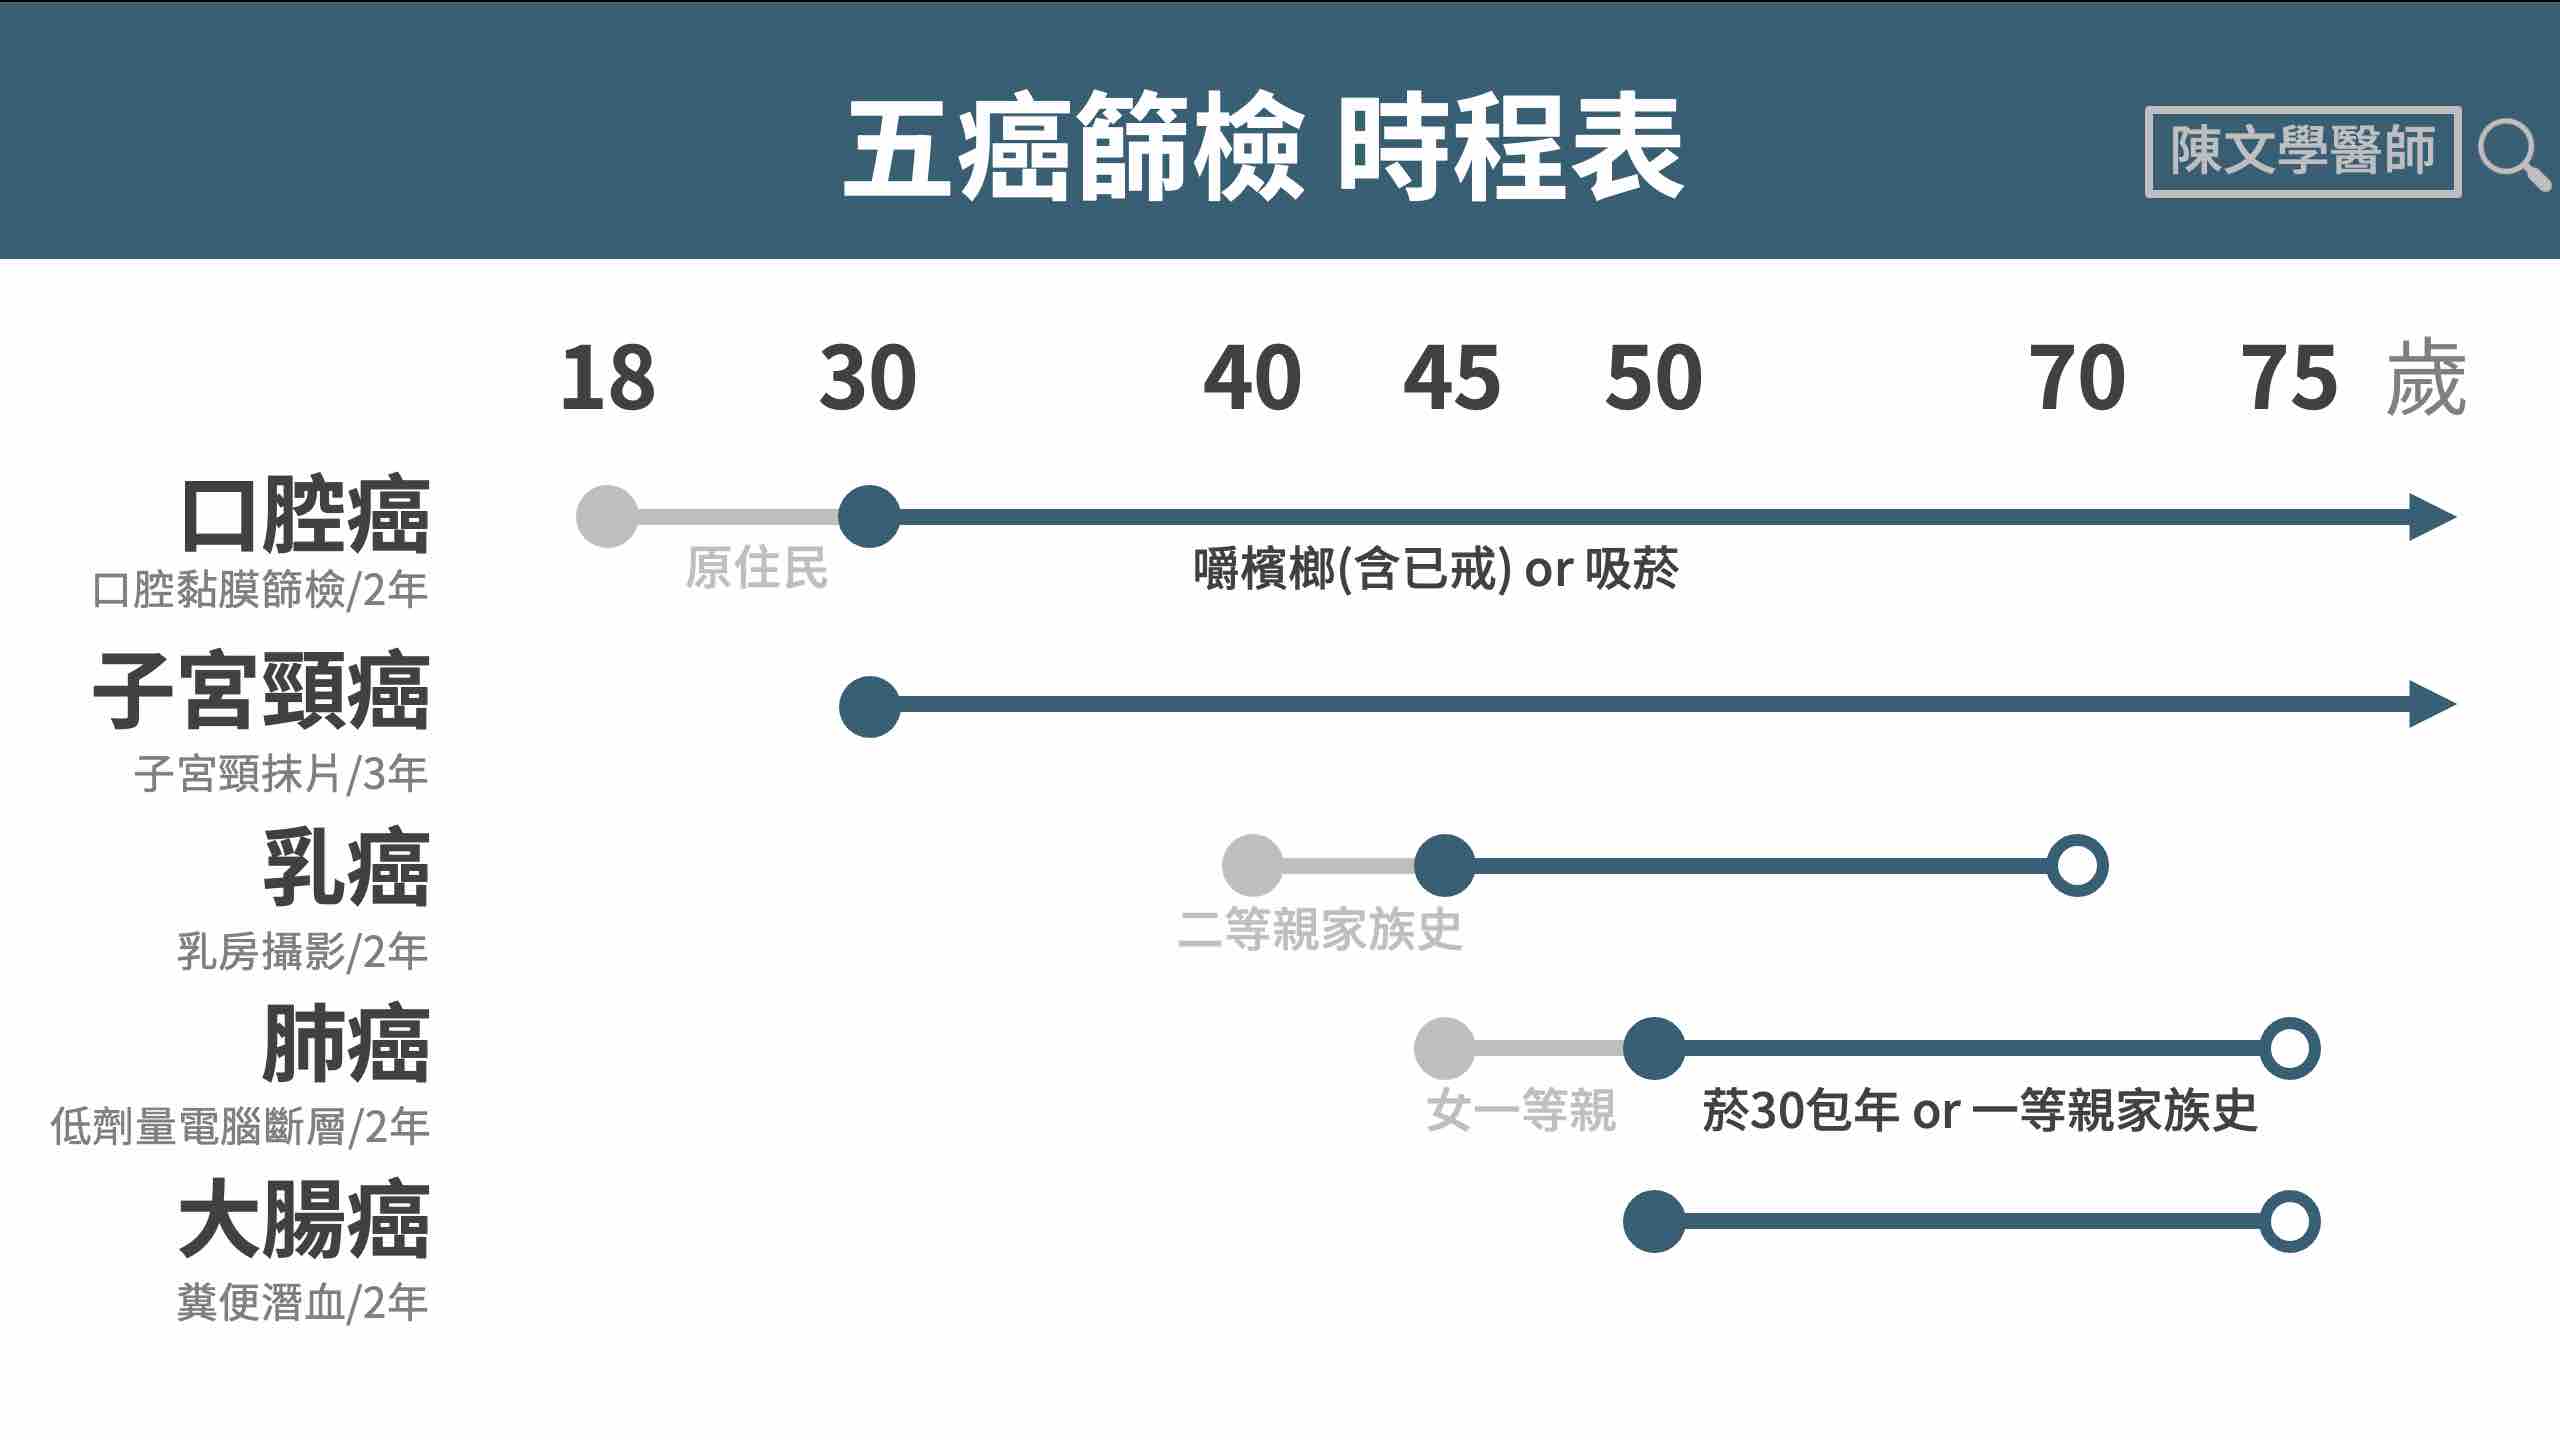 五癌篩檢 時程表
陳文學醫師
18 30 40 45 50 70 75 歲
口腔癌
口腔黏膜篩檢/2年
原住民
嚼檳榔(含已戒) or 吸菸
子宮頸癌
子宮頸抹片/3年
乳癌
乳房攝影/2年
二等親家族史
肺癌
低劑量電腦斷層/2年
女一等親
菸30包年 or 一等親家族史
大腸癌
糞便潛血/2年